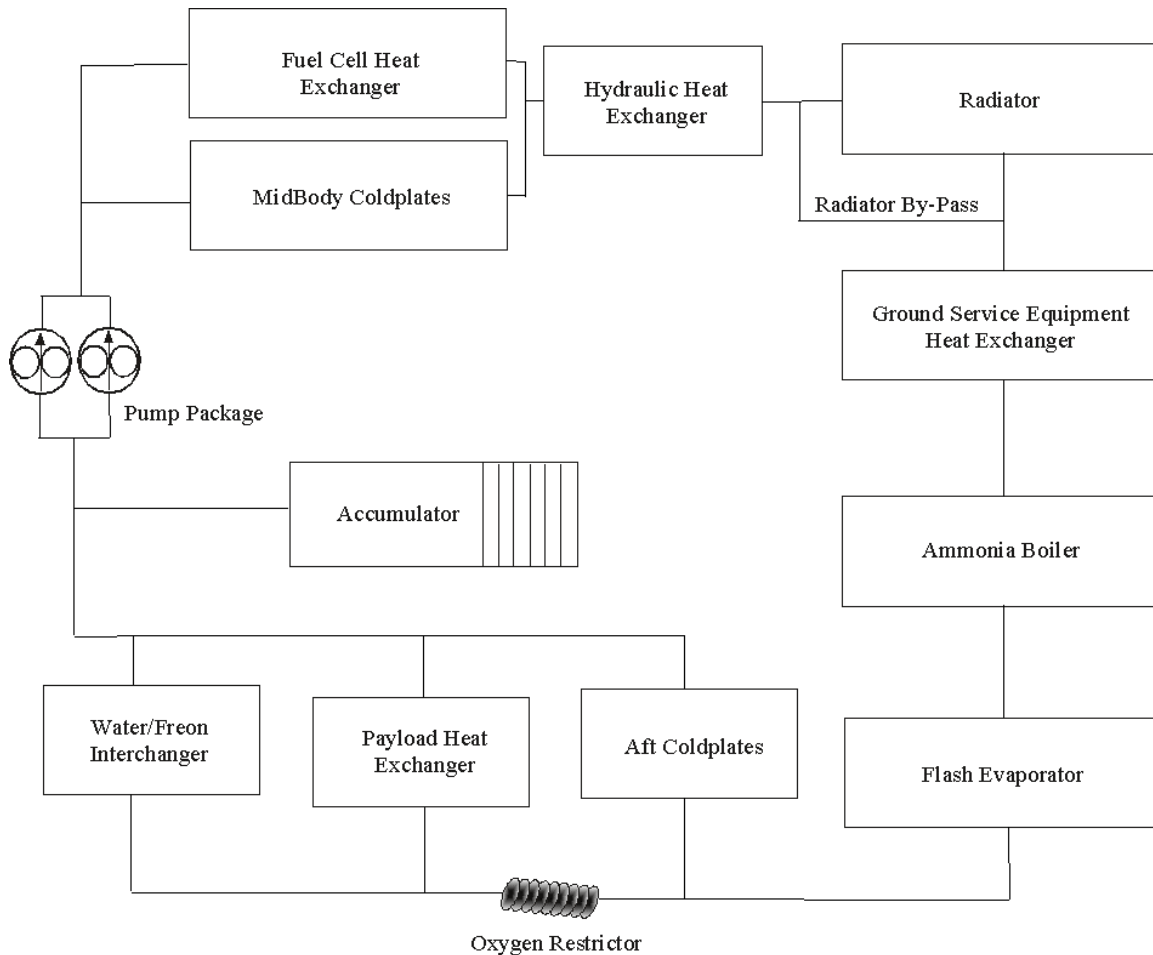 Fuel Cell Heat
Exchanger
Hydraulic Heat
Exchanger
Radiator
MidBody Coldplates
Radiator By-Pass
Ground Service Equipment
Heat Exchanger
Pump Package
Accumulator
Ammonia Boiler
Water/Freon
Interchanger
Payload Heat
Exchanger
Aft Coldplates
Flash Evaporator
Oxygen Restrictor